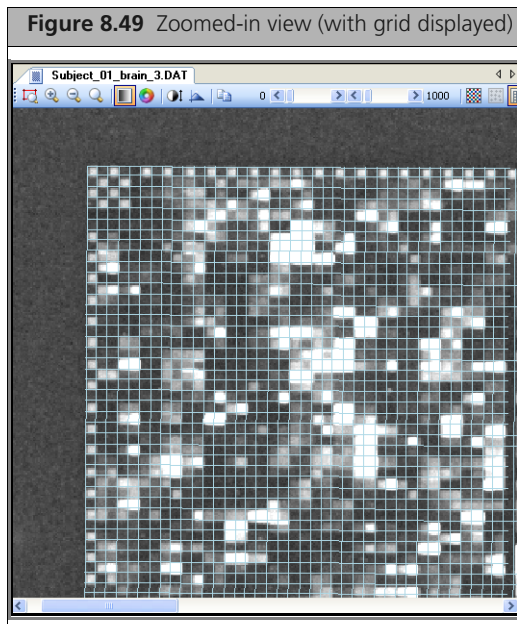 Figure 8.49 Zoomed-in view (with grid displayed)
Subject_01_brain_3.DAT
0 1000